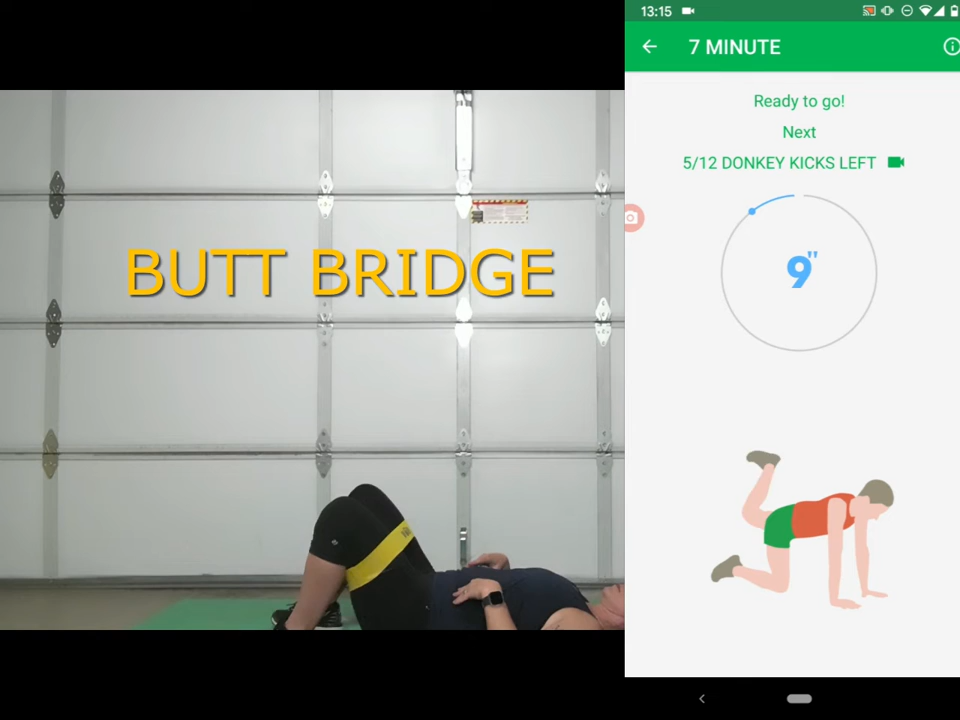 BUTT BRIDGE
13:15
7 MINUTE
Ready to go!
Next
5/12 DONKEY KICKS LEFT
9"